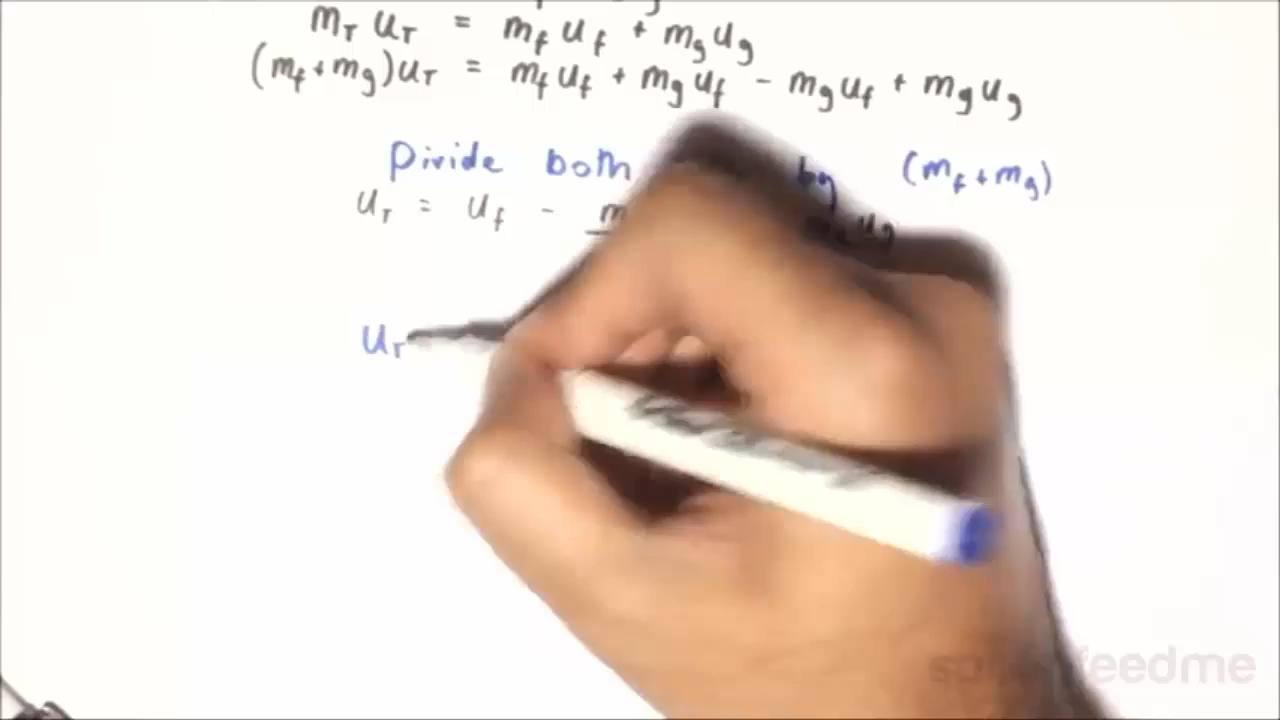 m_T u_T = m_f u_f + m_g u_g
(m_f + m_g)u_T = m_f u_f + m_g u_f - m_g u_f + m_g u_g
Divide both by (m_f + m_g)
u_T = u_f - m
u_T
feedme